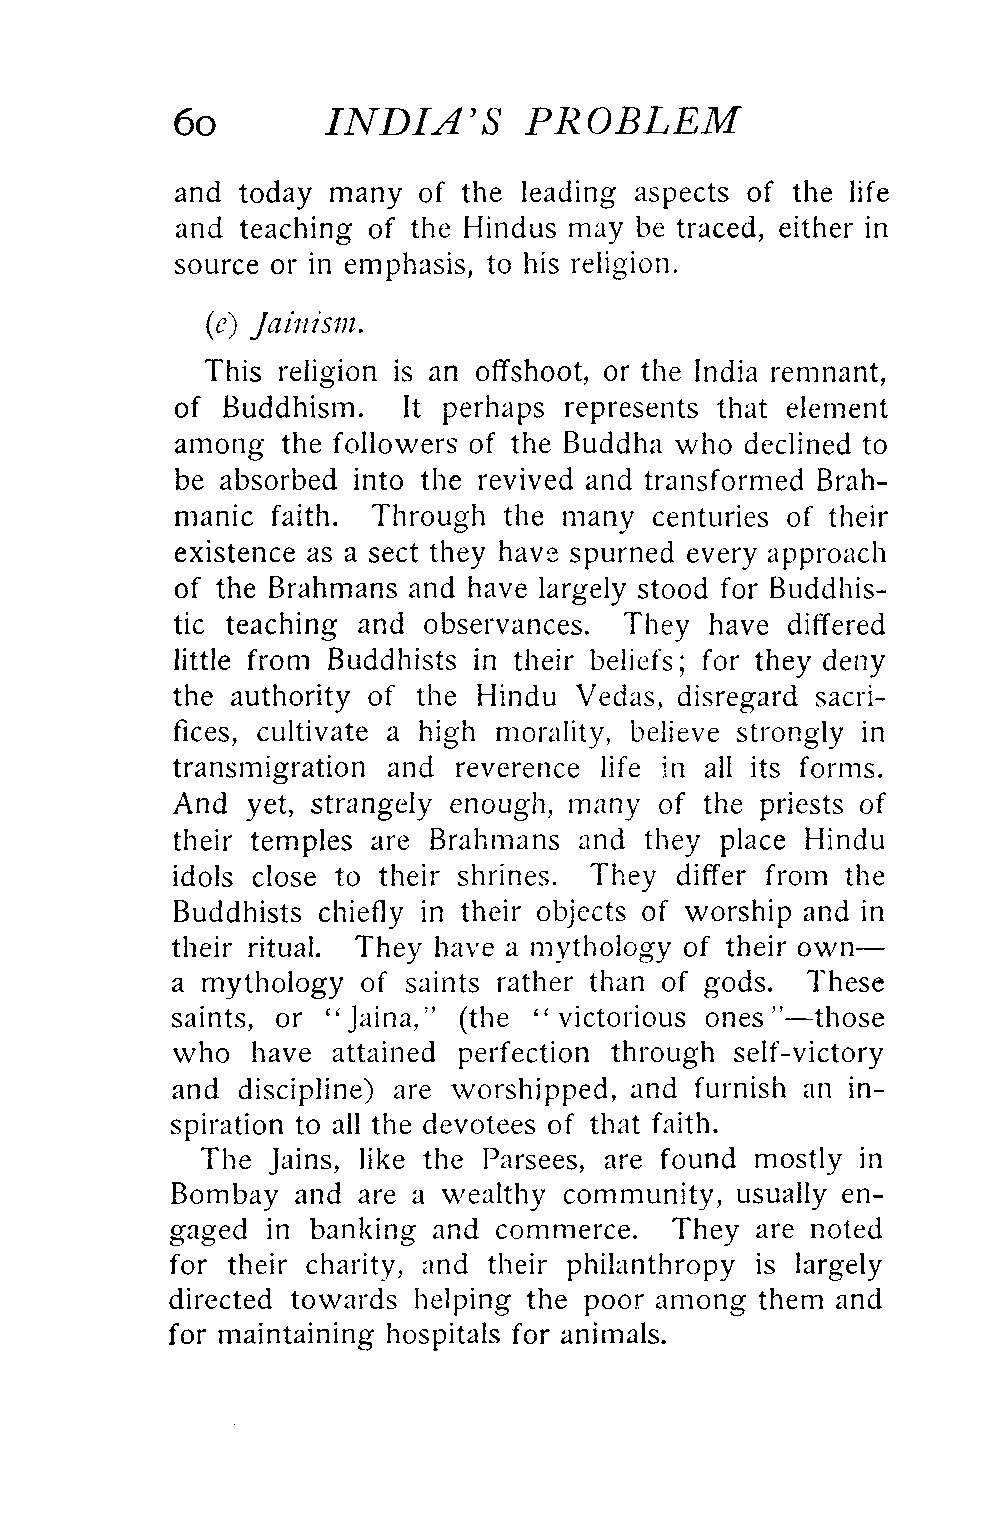 60 INDIA'S PROBLEM
and today many of the leading aspects of the life
and teaching of the Hindus may be traced, either in
source or in emphasis, to his religion.
(e) Jainism.
This religion is an offshoot, or the India remnant,
of Buddhism. It perhaps represents that element
among the followers of the Buddha who declined to
be absorbed into the revived and transformed Brah-
manic faith. Through the many centuries of their
existence as a sect they have spurned every approach
of the Brahmans and have largely stood for Buddhis-
tic teaching and observances. They have differed
little from Buddhists in their beliefs; for they deny
the authority of the Hindu Vedas, disregard sacri-
fices, cultivate a high morality, believe strongly in
transmigration and reverence life in all its forms.
And yet, strangely enough, many of the priests of
their temples are Brahmans and they place Hindu
idols close to their shrines. They differ from the
Buddhists chiefly in their objects of worship and in
their ritual. They have a mythology of their own—
a mythology of saints rather than of gods. These
saints, or "Jaina," (the "victorious ones"—those
who have attained perfection through self-victory
and discipline) are worshipped, and furnish an in-
spiration to all the devotees of that faith.
The Jains, like the Parsees, are found mostly in
Bombay and are a wealthy community, usually en-
gaged in banking and commerce. They are noted
for their charity, and their philanthropy is largely
directed towards helping the poor among them and
for maintaining hospitals for animals.